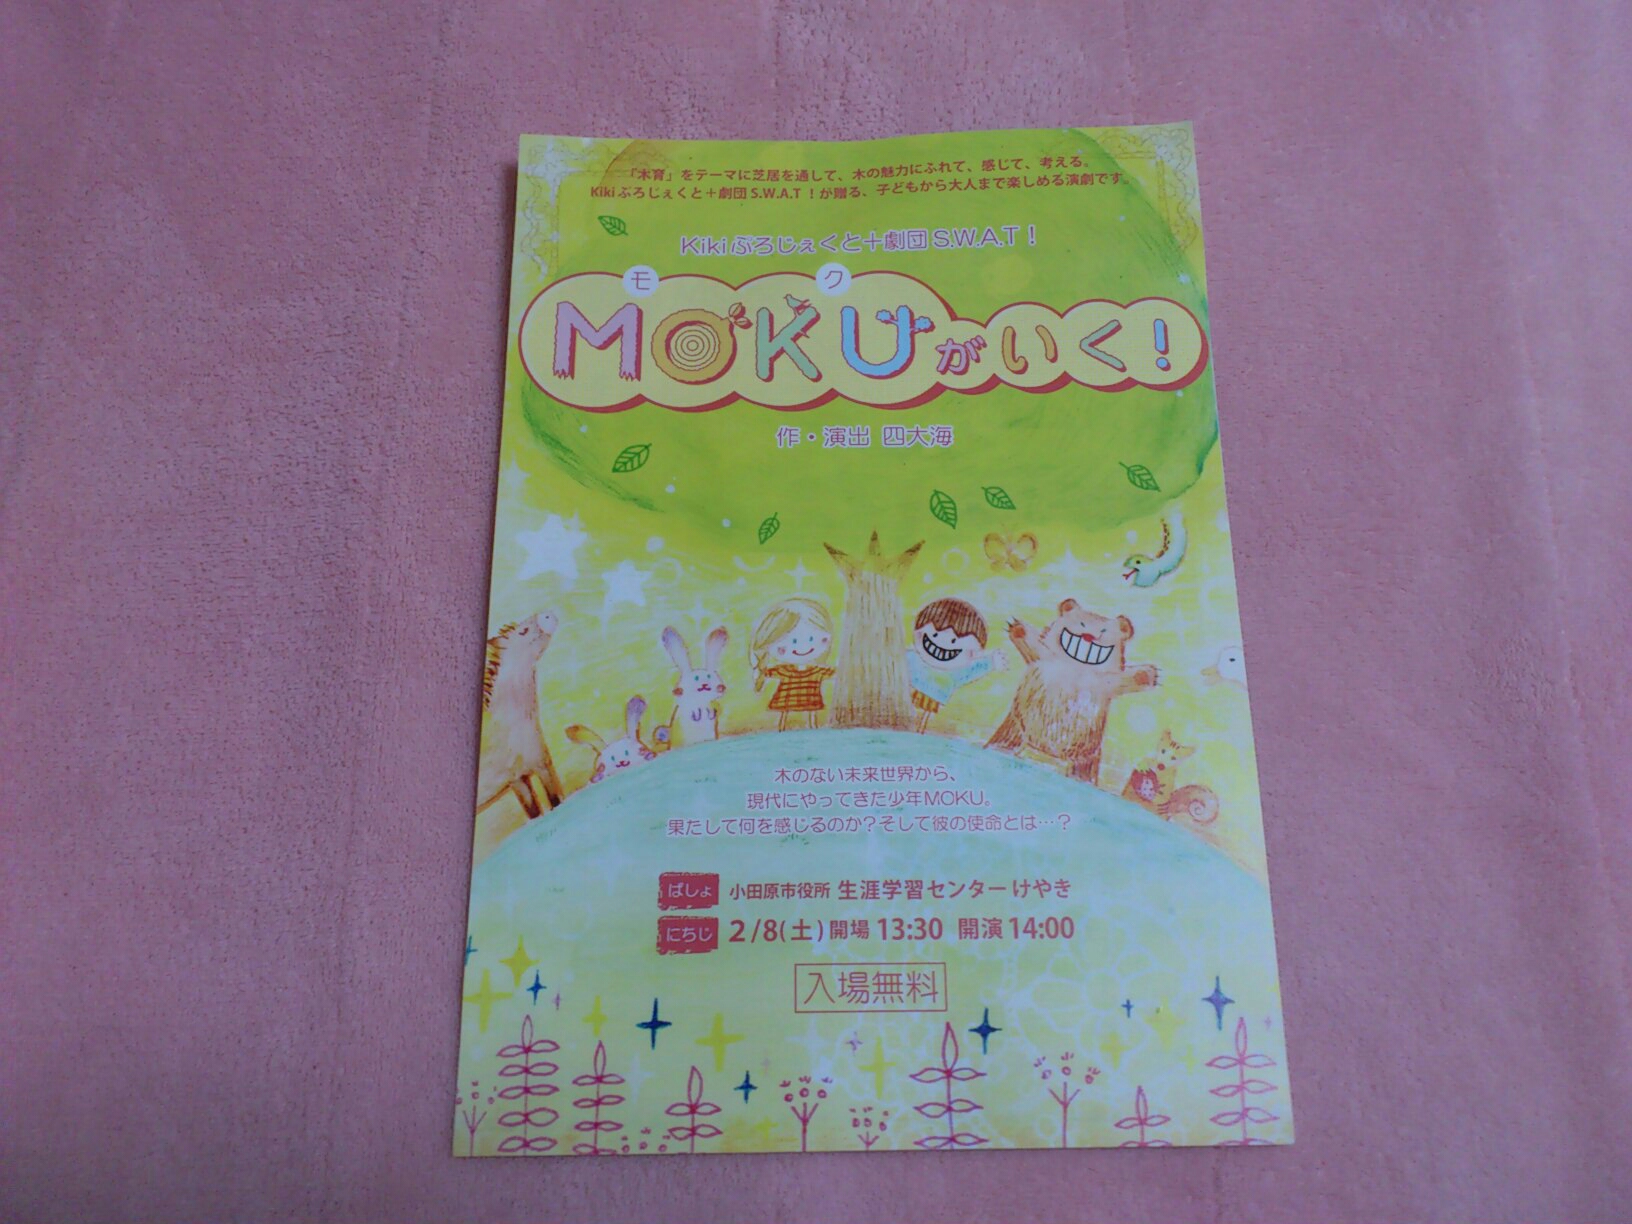 「木育」をテーマに芝居を通して、木の魅力にふれて、感じて、考える。
Kikiぷろじぇくと＋劇団S.W.A.T！が贈る、子どもから大人まで楽しめる演劇です。
Kikiぷろじぇくと＋劇団S.W.A.T！
モク
MOKUがいく！
作・演出 四大海
木のない未来世界から、
現代にやってきた少年MOKU。
果たして何を感じるのか？そして彼の使命とは…？
ばしょ 小田原市役所 生涯学習センターけやき
にちじ 2/8(土)開場 13:30 開演 14:00
入場無料